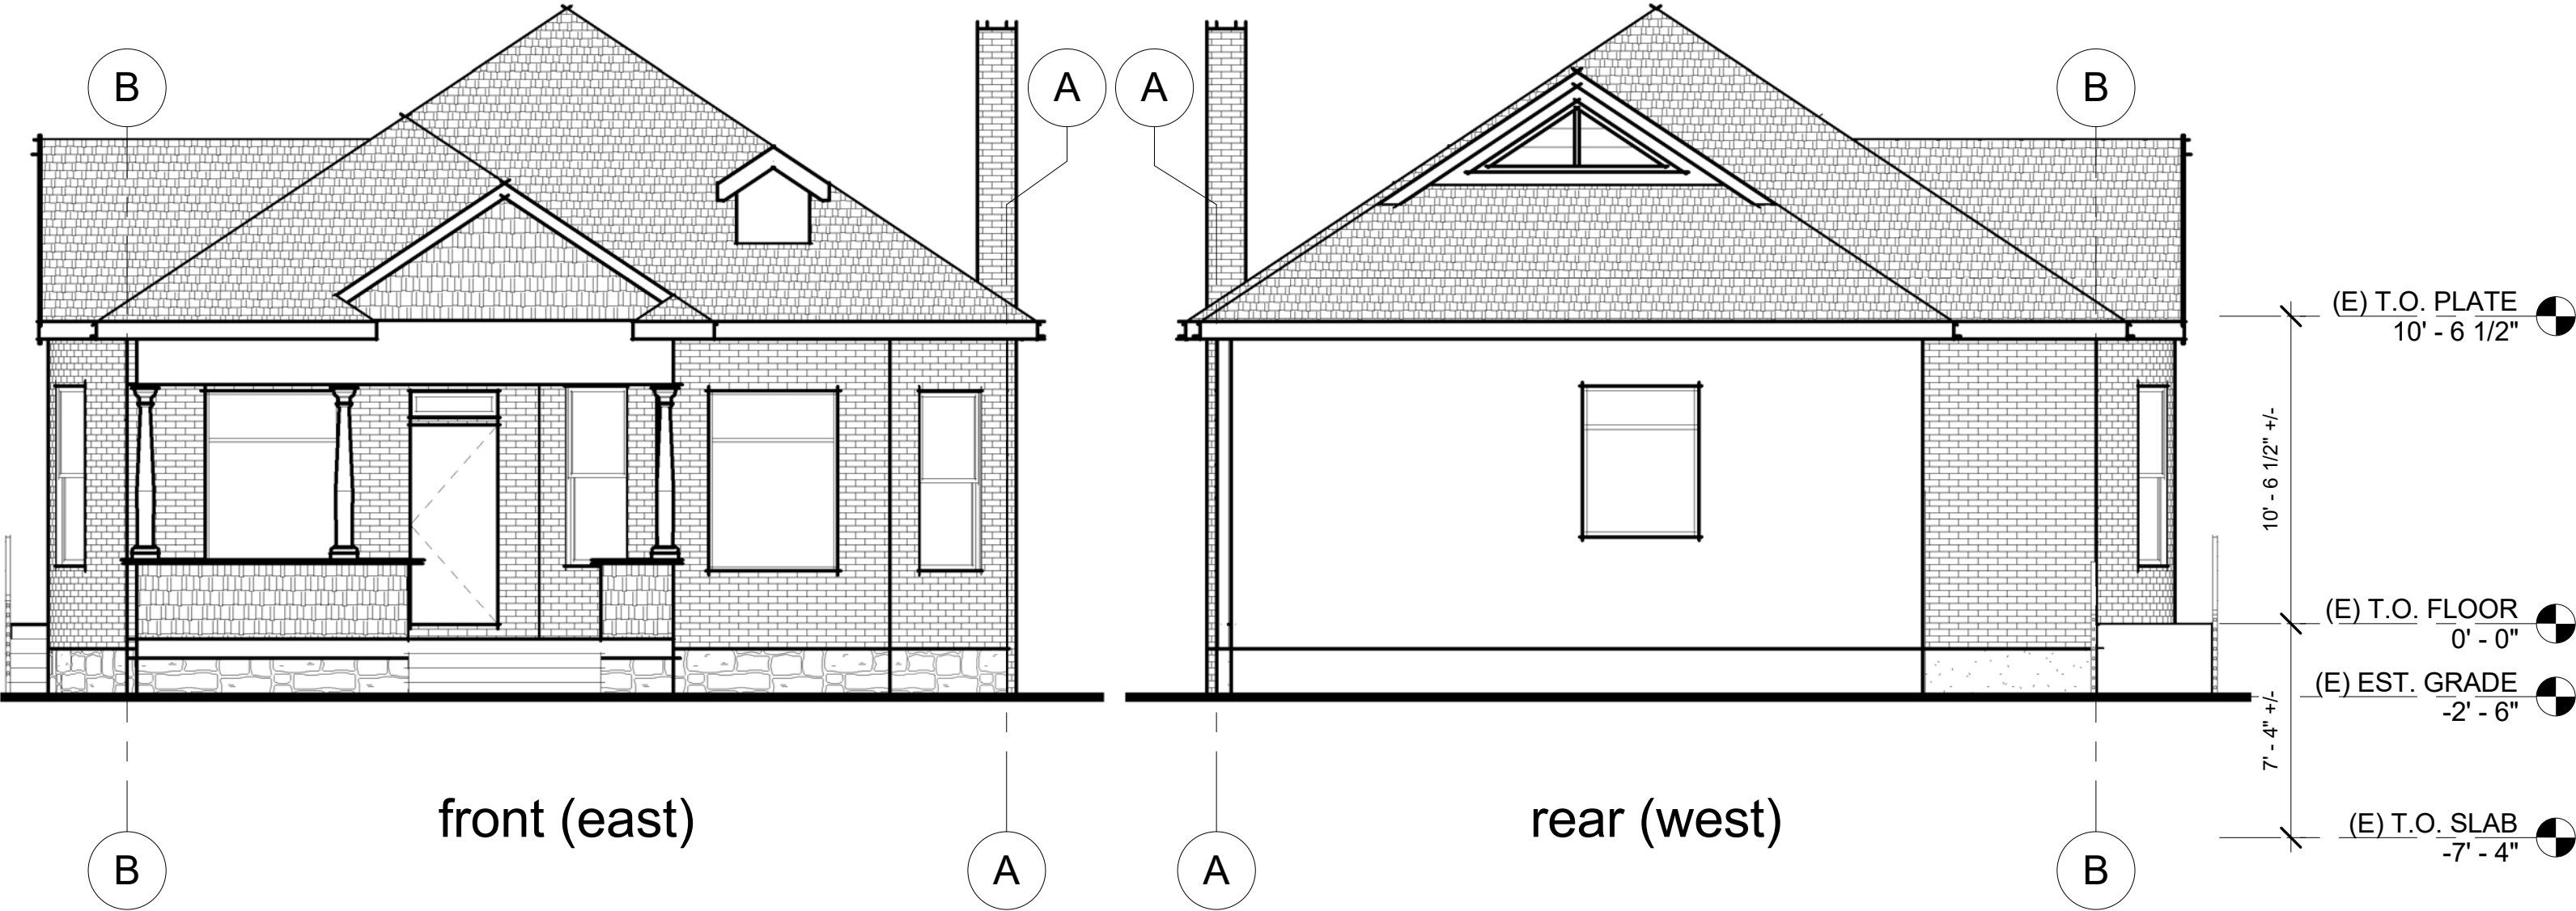 B
A
A
B
(E) T.O. PLATE
10' - 6 1/2"
10' - 6 1/2" +/-
(E) T.O. FLOOR
0' - 0"
(E) EST. GRADE
-2' - 6"
7' - 4" +/-
front (east)
rear (west)
(E) T.O. SLAB
-7' - 4"
B
A
A
B